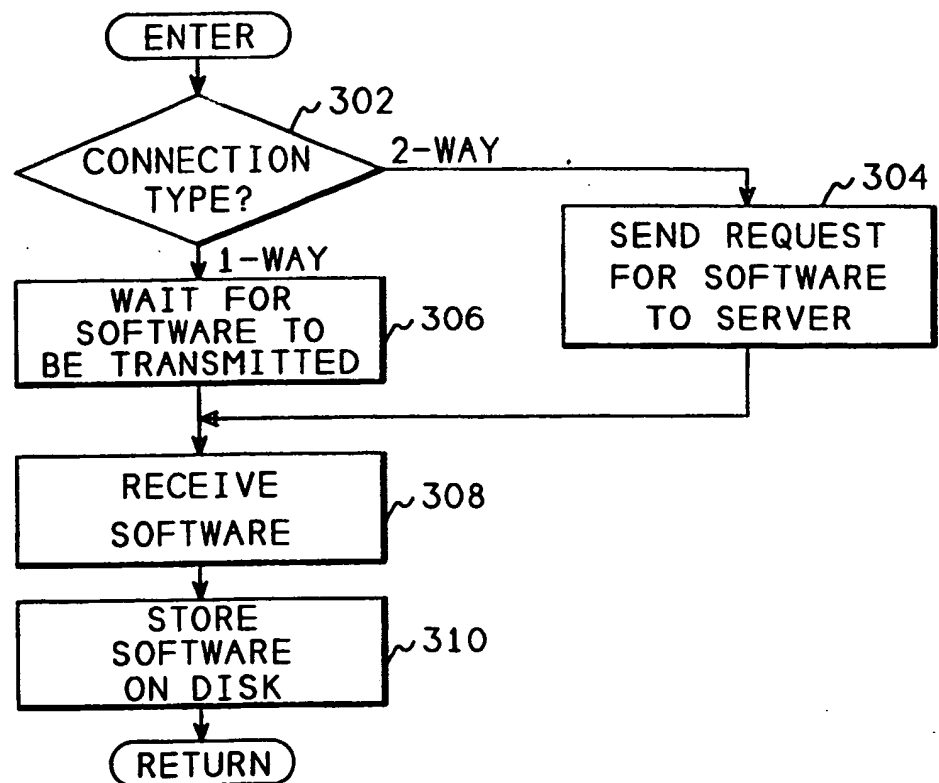 ENTER
302
CONNECTION
TYPE?
2-WAY
304
SEND REQUEST
FOR SOFTWARE
TO SERVER
1-WAY
WAIT FOR
SOFTWARE TO
BE TRANSMITTED
306
RECEIVE
SOFTWARE
308
STORE
SOFTWARE
ON DISK
310
RETURN